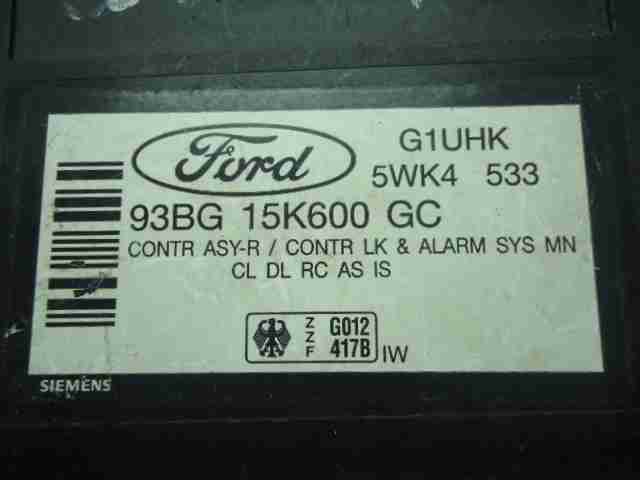 Ford
G1UHK
5WK4 533
93BG 15K600 GC
CONTR ASY-R / CONTR LK & ALARM SYS MN
CL DL RC AS IS
ZZF
G012
417B
IW
SIEMENS